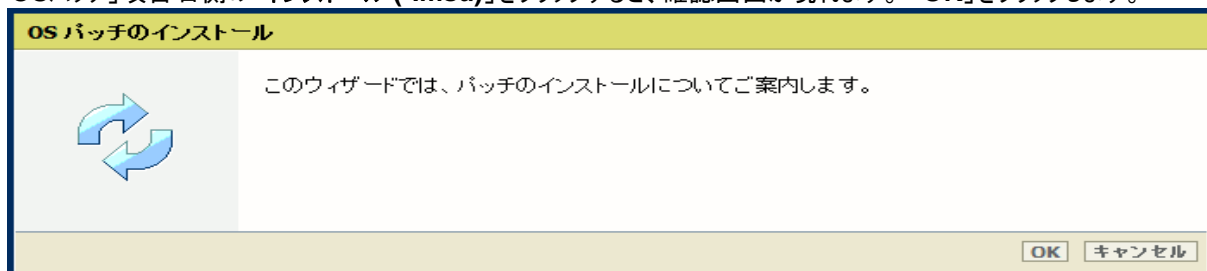 OS パッチのインストール
このウィザードでは、パッチのインストールについてご案内します。
OK キャンセル